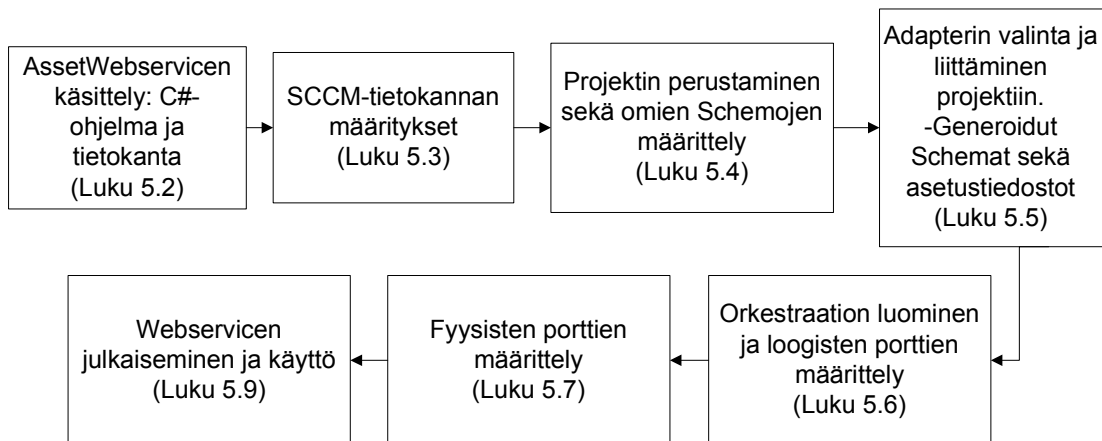 AssetWebservicen
käsittely: C#-
ohjelma ja
tietokanta
(Luku 5.2)
SCCM-tietokannan
määritykset
(Luku 5.3)
Projektin perustaminen
sekä omien Schemojen
määrittely
(Luku 5.4)
Adapterin valinta ja
liittäminen
projektiin.
-Generoidut
Schemat sekä
asetustiedostot
(Luku 5.5)
Orkestraation luominen
ja loogisten porttien
määrittely
(Luku 5.6)
Fyysisten porttien
määrittely
(Luku 5.7)
Webservicen
julkaiseminen ja käyttö
(Luku 5.9)